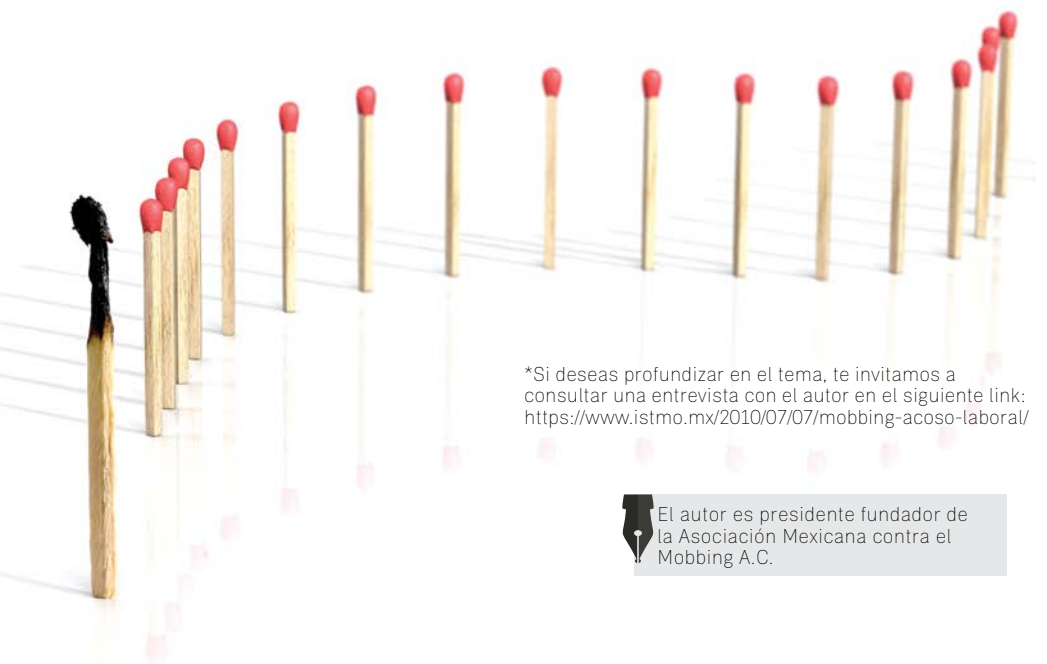 *Si deseas profundizar en el tema, te invitamos a
consultar una entrevista con el autor en el siguiente link:
https://www.istmo.mx/2010/07/07/mobbing-acoso-laboral/
El autor es presidente fundador de
la Asociación Mexicana contra el
Mobbing A.C.